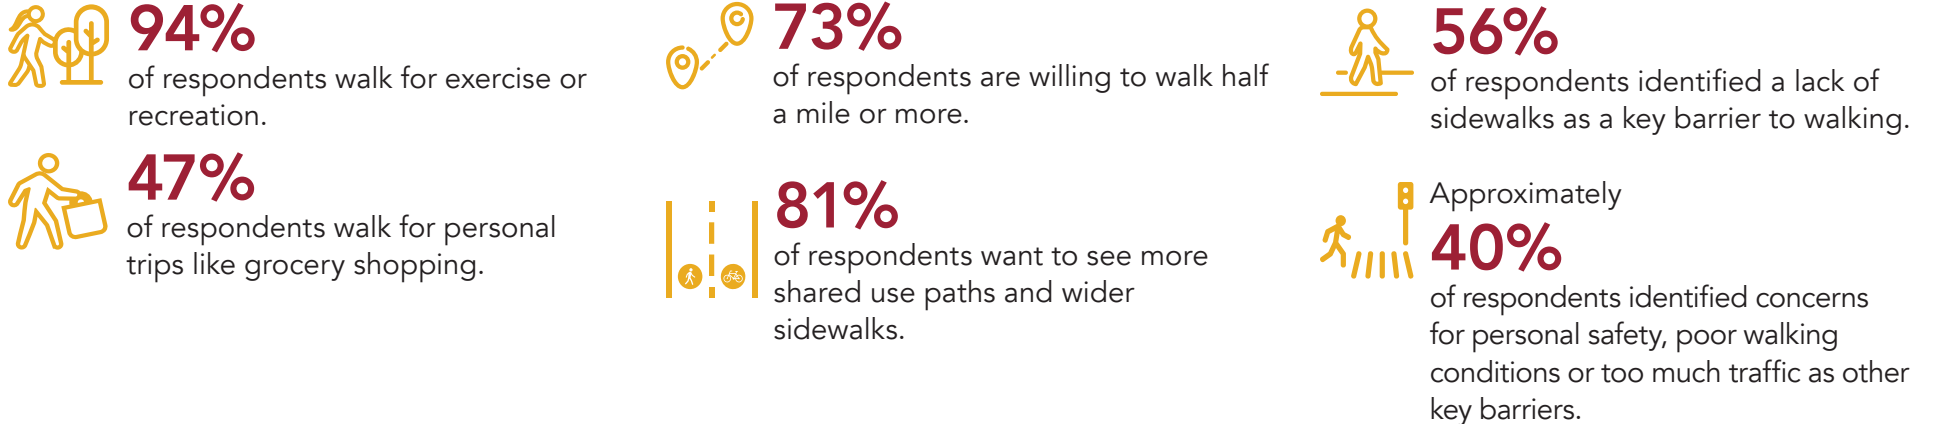 94%
of respondents walk for exercise or
recreation.
47%
of respondents walk for personal
trips like grocery shopping.
73%
of respondents are willing to walk half
a mile or more.
81%
of respondents want to see more
shared use paths and wider
sidewalks.
56%
of respondents identified a lack of
sidewalks as a key barrier to walking.
Approximately
40%
of respondents identified concerns
for personal safety, poor walking
conditions or too much traffic as other
key barriers.